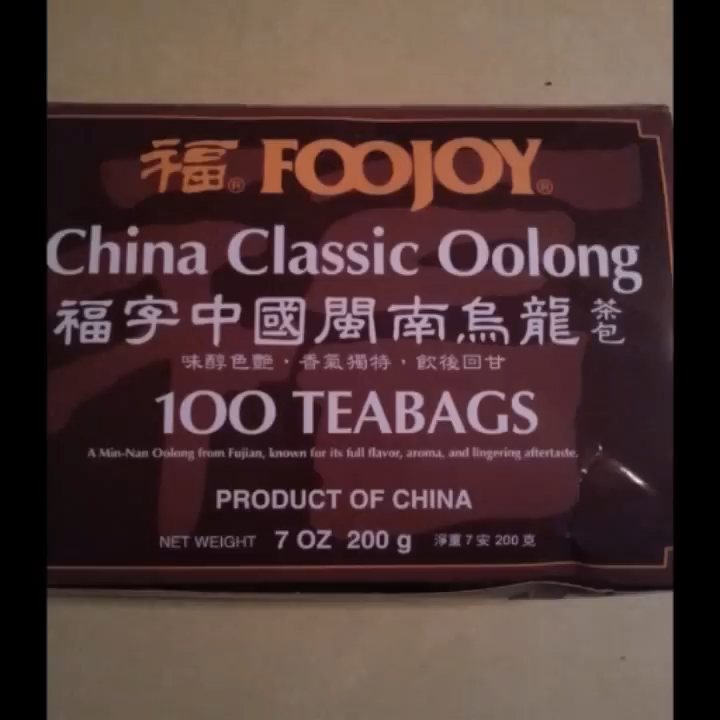 福® FOOJOY®
China Classic Oolong
福字中國閩南烏龍茶包
味醇色艷，香氣獨特，飲後回甘
100 TEABAGS
A Min-Nan Oolong from Fujian, known for its full flavor, aroma, and lingering aftertaste.
PRODUCT OF CHINA
NET WEIGHT 7 OZ 200 g 淨重 7 安 200 克